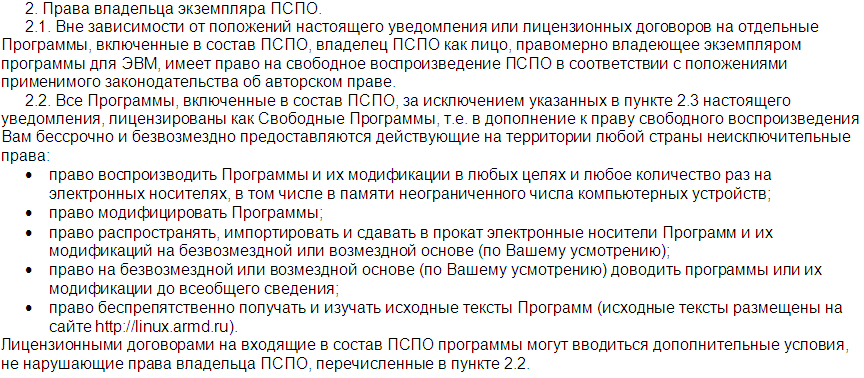 2. Права владельца экземпляра ПСПО.
2.1. Вне зависимости от положений настоящего уведомления или лицензионных договоров на отдельные
Программы, включенные в состав ПСПО, владелец ПСПО как лицо, правомерно владеющее экземпляром
программы для ЭВМ, имеет право на свободное воспроизведение ПСПО в соответствии с положениями
применимого законодательства об авторском праве.
2.2. Все Программы, включенные в состав ПСПО, за исключением указанных в пункте 2.3 настоящего
уведомления, лицензированы как Свободные Программы, т.е. в дополнение к праву свободного воспроизведения
Вам бессрочно и безвозмездно предоставляются действующие на территории любой страны неисключительные
права:
• право воспроизводить Программы и их модификации в любых целях и любое количество раз на
электронных носителях, в том числе в памяти неограниченного числа компьютерных устройств;
• право модифицировать Программы;
• право распространять, импортировать и сдавать в прокат электронные носители Программ и их
модификаций на безвозмездной или возмездной основе (по Вашему усмотрению);
• право на безвозмездной или возмездной основе (по Вашему усмотрению) доводить программы или их
модификации до всеобщего сведения;
• право беспрепятственно получать и изучать исходные тексты Программ (исходные тексты размещены на
сайте http://linux.armd.ru).
Лицензионными договорами на входящие в состав ПСПО программы могут вводиться дополнительные условия,
не нарушающие права владельца ПСПО, перечисленные в пункте 2.2.